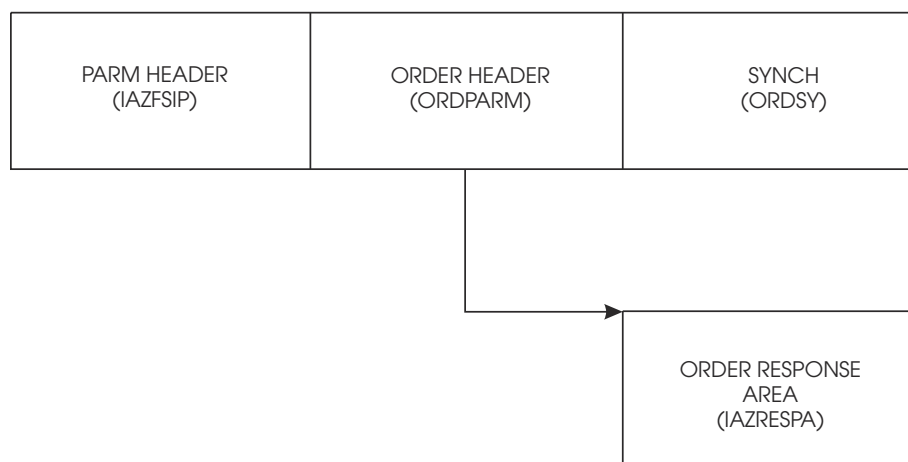 PARM HEADER
(IAZFSIP)
ORDER HEADER
(ORDPARM)
SYNCH
(ORDSY)
ORDER RESPONSE
AREA
(IAZRESPA)